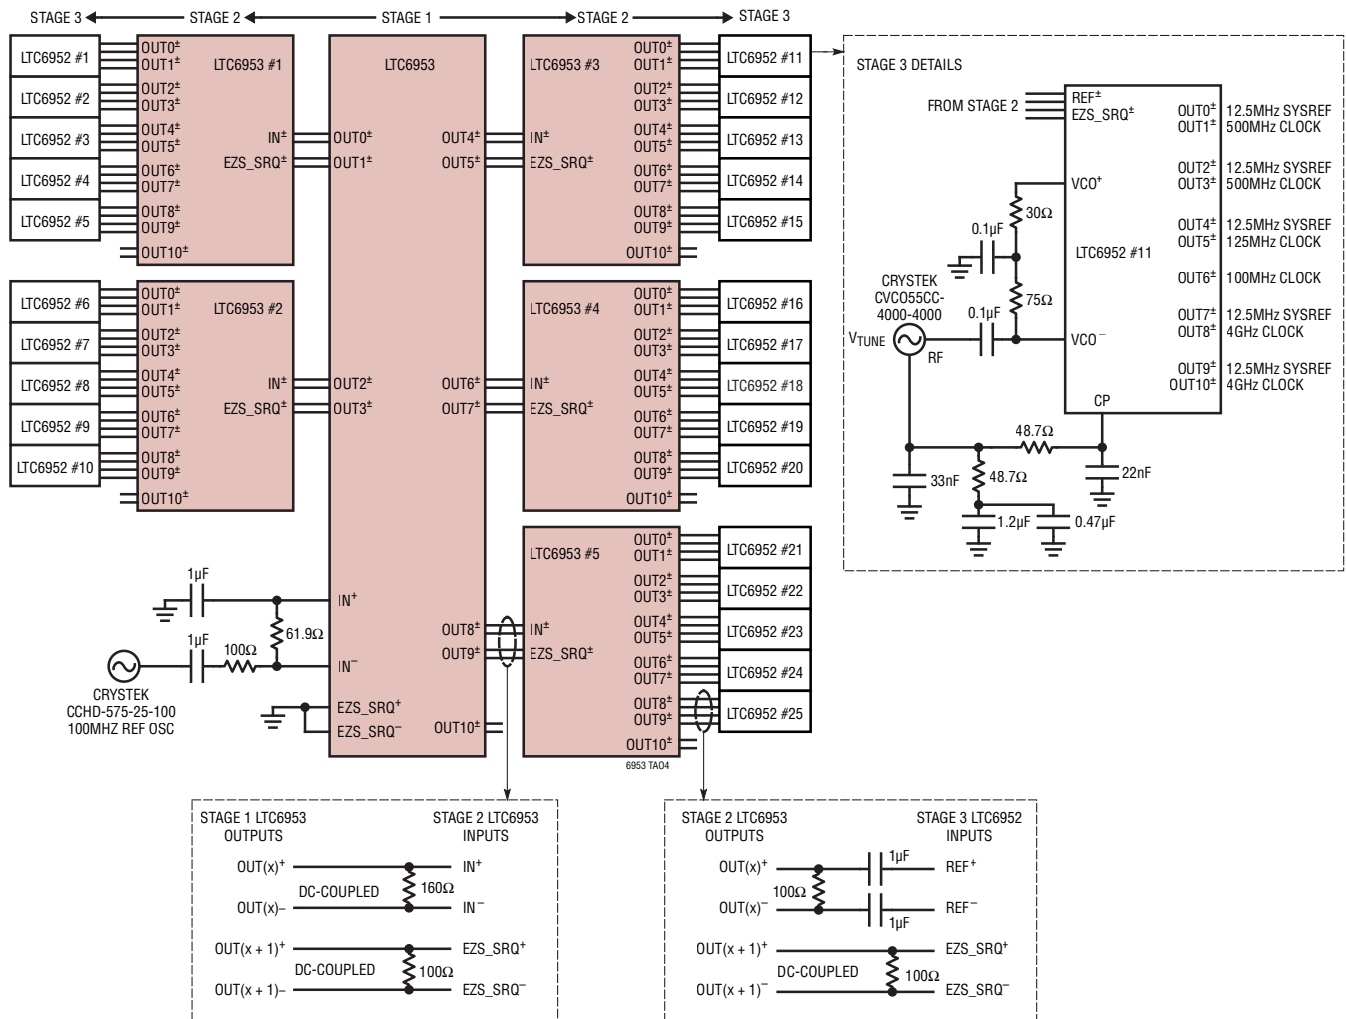 STAGE 3
STAGE 2
STAGE 1
STAGE 2
STAGE 3
LTC6952 #1
LTC6952 #2
LTC6952 #3
LTC6952 #4
LTC6952 #5
OUT0±
OUT1±
OUT2±
OUT3±
OUT4±
OUT5±
OUT6±
OUT7±
OUT8±
OUT9±
OUT10±
LTC6953 #1
IN±
EZS_SRQ±
LTC6952 #6
LTC6952 #7
LTC6952 #8
LTC6952 #9
LTC6952 #10
OUT0±
OUT1±
OUT2±
OUT3±
OUT4±
OUT5±
OUT6±
OUT7±
OUT8±
OUT9±
OUT10±
LTC6953 #2
IN±
EZS_SRQ±
LTC6953
OUT0±
OUT1±
OUT2±
OUT3±
OUT4±
OUT5±
OUT6±
OUT7±
OUT8±
OUT9±
OUT10±
IN+
IN−
EZS_SRQ+
EZS_SRQ−
1µF
1µF
100Ω
61.9Ω
CRYSTEK
CCHD-575-25-100
100MHZ REF OSC
LTC6953 #3
IN±
EZS_SRQ±
OUT0±
OUT1±
OUT2±
OUT3±
OUT4±
OUT5±
OUT6±
OUT7±
OUT8±
OUT9±
OUT10±
LTC6952 #11
LTC6952 #12
LTC6952 #13
LTC6952 #14
LTC6952 #15
LTC6953 #4
IN±
EZS_SRQ±
OUT0±
OUT1±
OUT2±
OUT3±
OUT4±
OUT5±
OUT6±
OUT7±
OUT8±
OUT9±
OUT10±
LTC6952 #16
LTC6952 #17
LTC6952 #18
LTC6952 #19
LTC6952 #20
LTC6953 #5
IN±
EZS_SRQ±
OUT0±
OUT1±
OUT2±
OUT3±
OUT4±
OUT5±
OUT6±
OUT7±
OUT8±
OUT9±
OUT10±
LTC6952 #21
LTC6952 #22
LTC6952 #23
LTC6952 #24
LTC6952 #25
6953 TA04
STAGE 3 DETAILS
FROM STAGE 2
REF±
EZS_SRQ±
VCO+
VCO−
LTC6952 #11
CP
OUT0± 12.5MHz SYSREF
OUT1± 500MHz CLOCK
OUT2± 12.5MHz SYSREF
OUT3± 500MHz CLOCK
OUT4± 12.5MHz SYSREF
OUT5± 125MHz CLOCK
OUT6± 100MHz CLOCK
OUT7± 12.5MHz SYSREF
OUT8± 4GHz CLOCK
OUT9± 12.5MHz SYSREF
OUT10± 4GHz CLOCK
30Ω
0.1µF
75Ω
0.1µF
CRYSTEK
CVCO55CC-
4000-4000
VTUNE
RF
48.7Ω
48.7Ω
33nF
22nF
1.2µF
0.47µF
STAGE 1 LTC6953
OUTPUTS
STAGE 2 LTC6953
INPUTS
OUT(x)+
IN+
DC-COUPLED
160Ω
OUT(x)–
IN−
OUT(x + 1)+
EZS_SRQ+
DC-COUPLED
100Ω
OUT(x + 1)–
EZS_SRQ−
STAGE 2 LTC6953
OUTPUTS
STAGE 3 LTC6952
INPUTS
OUT(x)+
1µF
REF+
100Ω
OUT(x)−
1µF
REF−
OUT(x + 1)+
EZS_SRQ+
DC-COUPLED
100Ω
OUT(x + 1)−
EZS_SRQ−